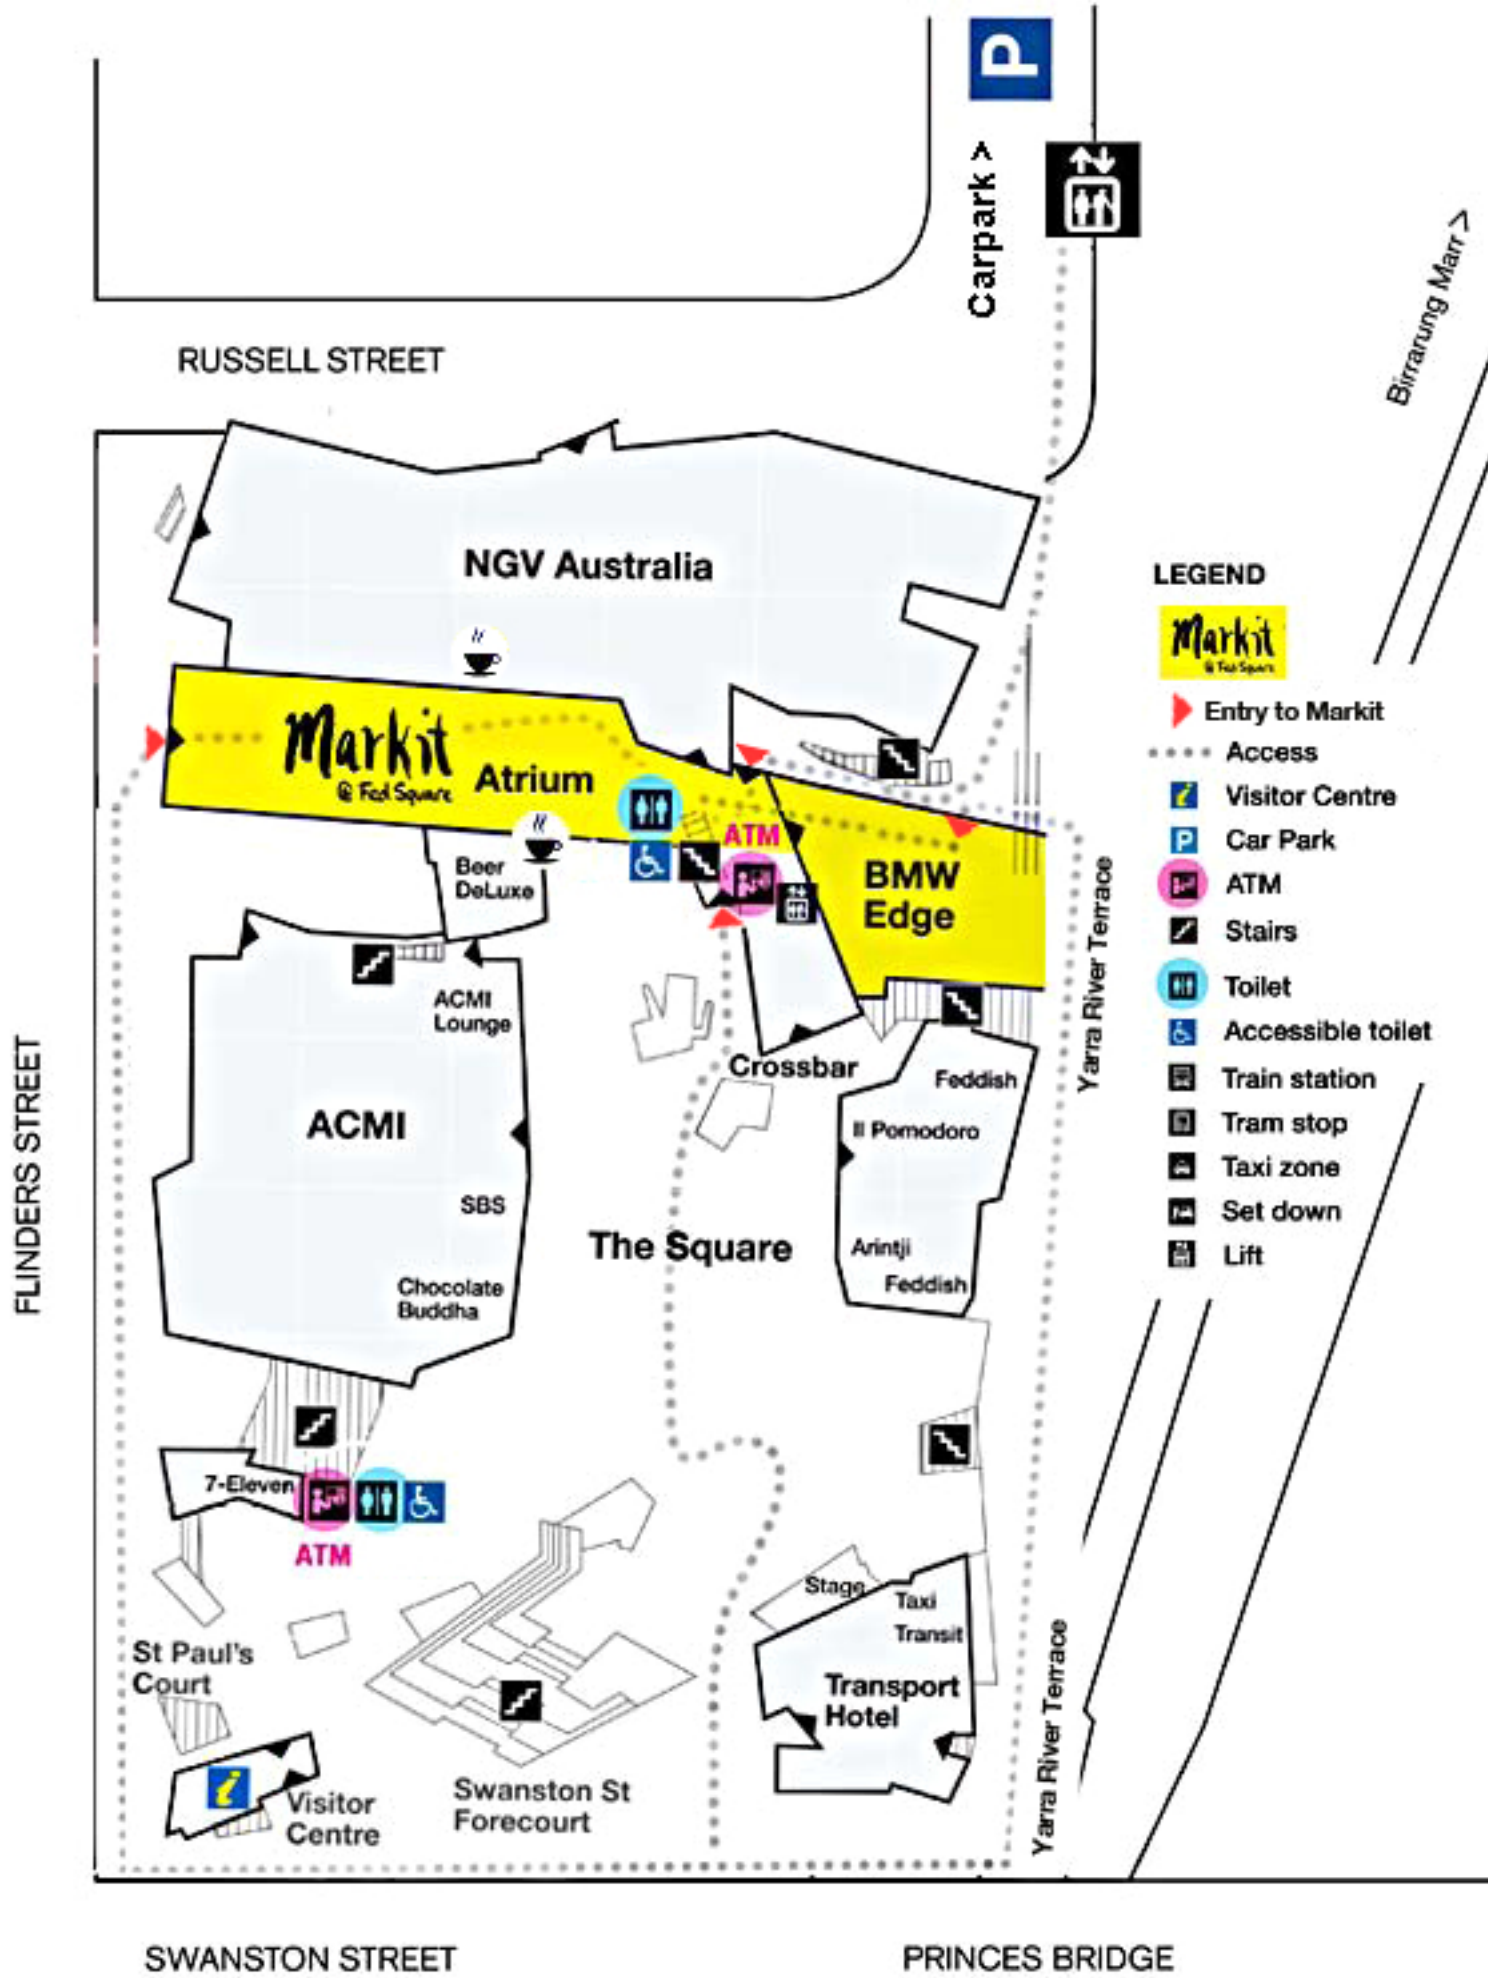 P
Carpark >
Birrarung Marr >
RUSSELL STREET
NGV Australia
LEGEND
Markit
@ Fed Square
Entry to Markit
Access
i Visitor Centre
P Car Park
ATM
Stairs
Toilet
Accessible toilet
Train station
Tram stop
Taxi zone
Set down
Lift
Markit
@ Fed Square
Atrium
ATM
BMW
Edge
Beer
DeLuxe
Yarra River Terrace
ACMI
Lounge
Crossbar
Feddish
Il Pomodoro
ACMI
FLINDERS STREET
SBS
The Square
Arintji
Feddish
Chocolate
Buddha
7-Eleven
ATM
Stage
Taxi
Transit
St Paul's
Court
Transport
Hotel
Yarra River Terrace
i
Visitor
Centre
Swanston St
Forecourt
SWANSTON STREET
PRINCES BRIDGE